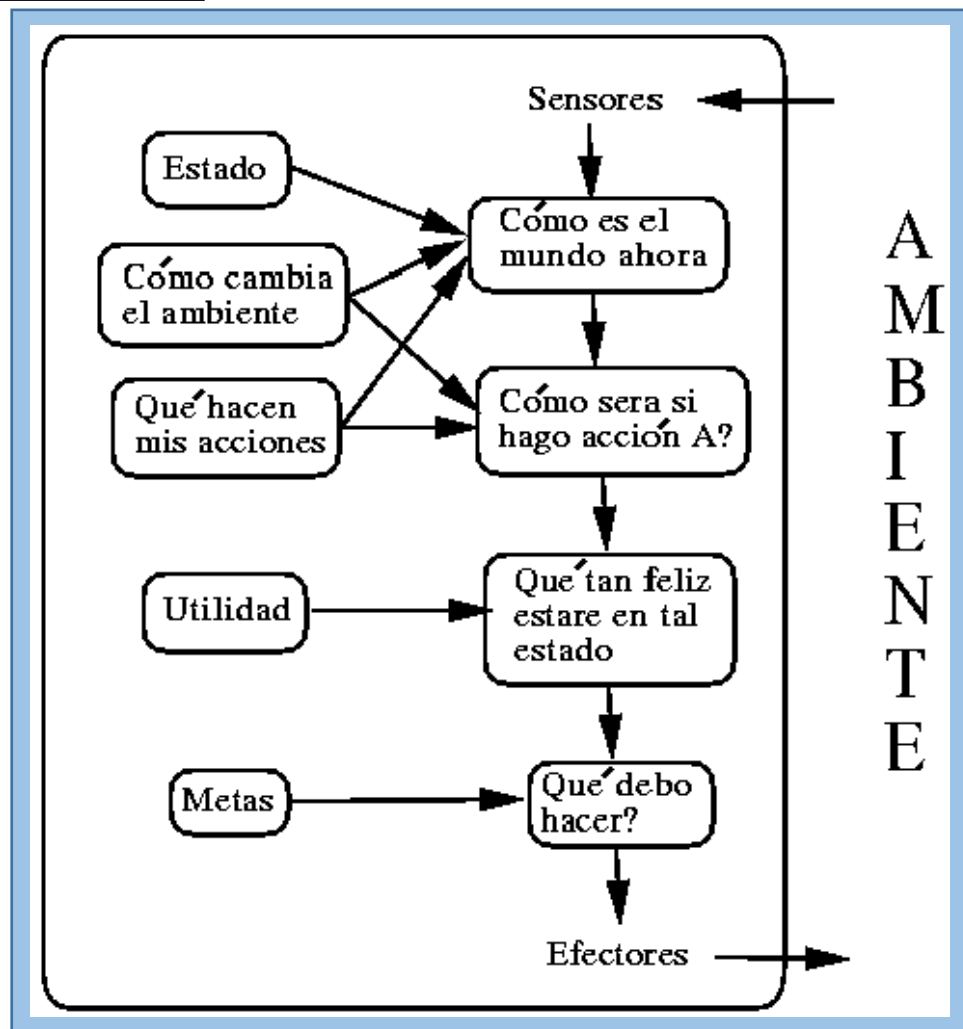 Sensores
Estado
Cómo es el
mundo ahora
Cómo cambia
el ambiente
Qué hacen
mis acciones
Cómo sera si
hago acción A?
Utilidad
Qué tan feliz
estare en tal
estado
Metas
Qué debo
hacer?
Efectores
AMBIENTE